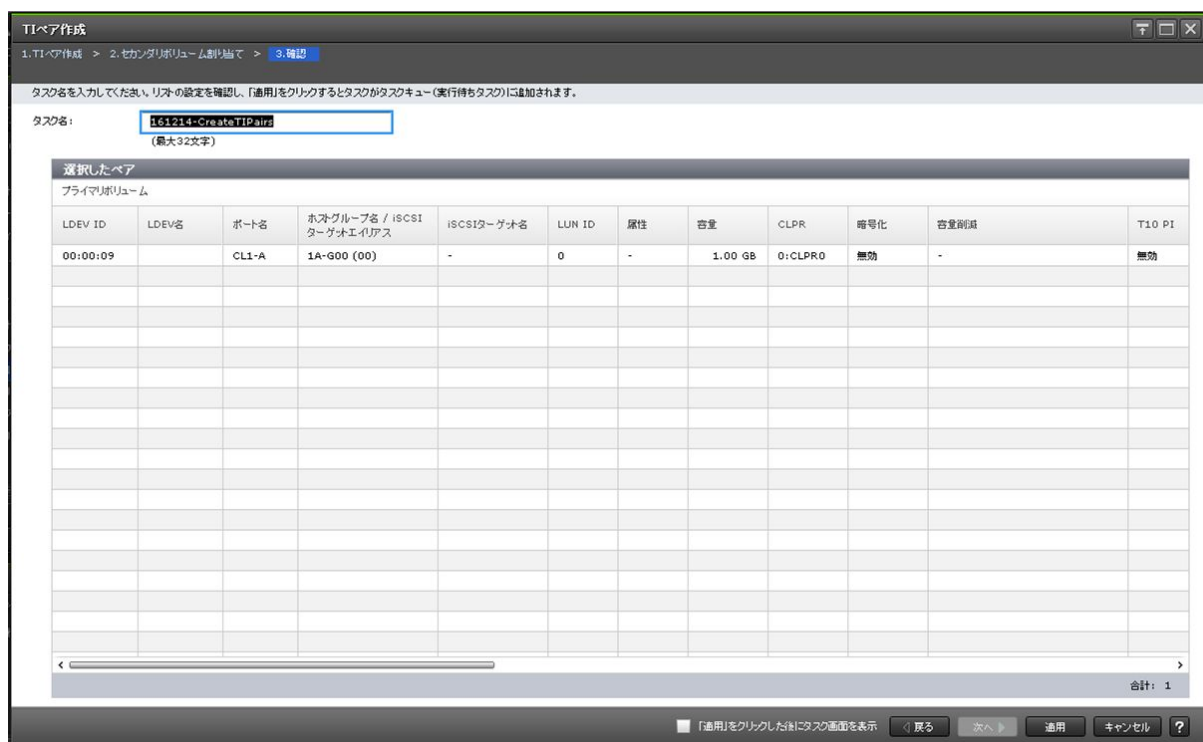 TIペア作成
1.TIペア作成 > 2.セカンダリボリューム割り当て > 3.確認
タスク名を入力してください。リストの設定を確認し、「適用」をクリックするとタスクがタスクキュー(実行待ちタスク)に追加されます。
タスク名: 161214-CreateTIPairs
(最大32文字)
選択したペア
プライマリボリューム
LDEV ID LDEV名 ポート名 ホストグループ名 / iSCSIターゲットエイリアス iSCSIターゲット名 LUN ID 属性 容量 CLPR 暗号化 容量削減 T10 PI
00:00:09 CL1-A 1A-G00 (00) - 0 - 1.00 GB 0:CLPR0 無効 - 無効
合計: 1
「適用」をクリックした後にタスク画面を表示 戻る 次へ 適用 キャンセル ?